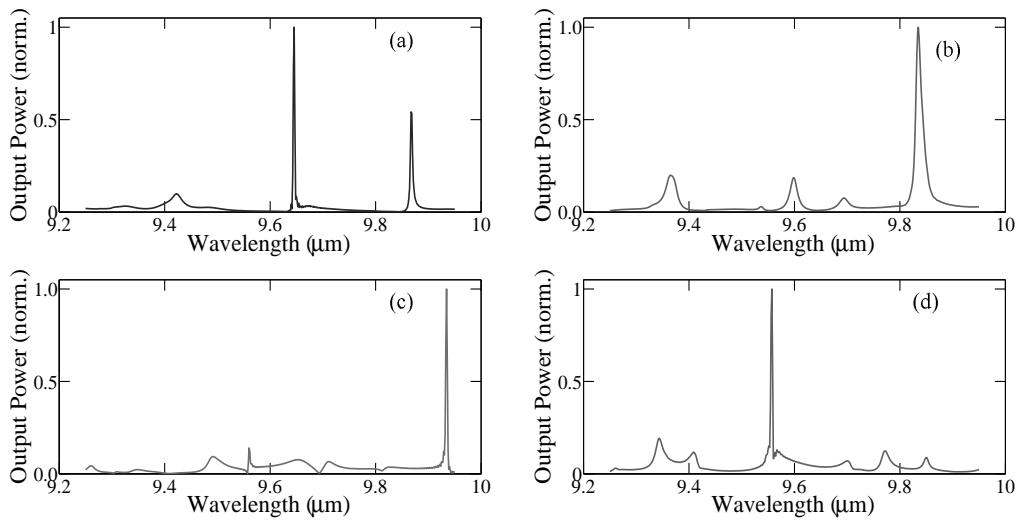 Output Power (norm.)
1
0.5
0.0
9.2 9.4 9.6 9.8 10
Wavelength (μm)
(a)
Output Power (norm.)
1.0
0.5
0.0
9.2 9.4 9.6 9.8 10
Wavelength (μm)
(b)
Output Power (norm.)
1.0
0.5
0.0
9.2 9.4 9.6 9.8 10
Wavelength (μm)
(c)
Output Power (norm.)
1
0.5
0.0
9.2 9.4 9.6 9.8 10
Wavelength (μm)
(d)